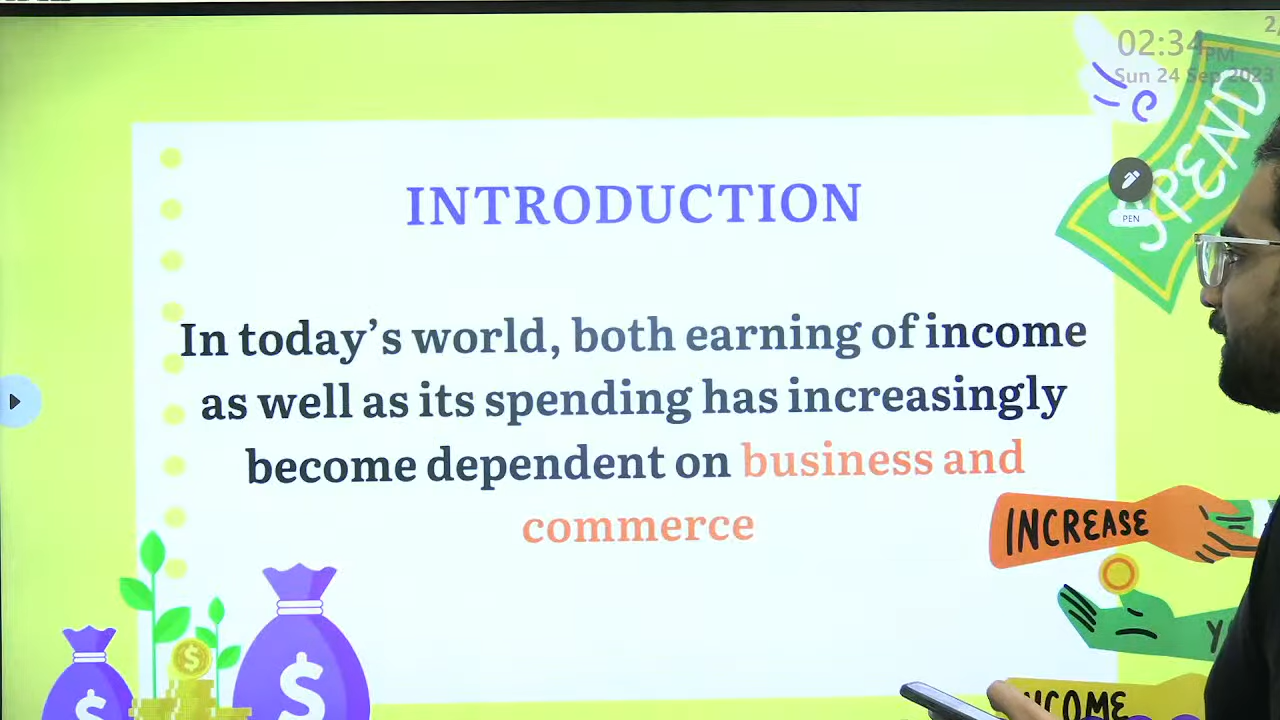 02:34 PM
Sun 24 Sep 2023
SPEND
PEN
INTRODUCTION
In today’s world, both earning of income
as well as its spending has increasingly
become dependent on business and
commerce
INCREASE
$
$
$